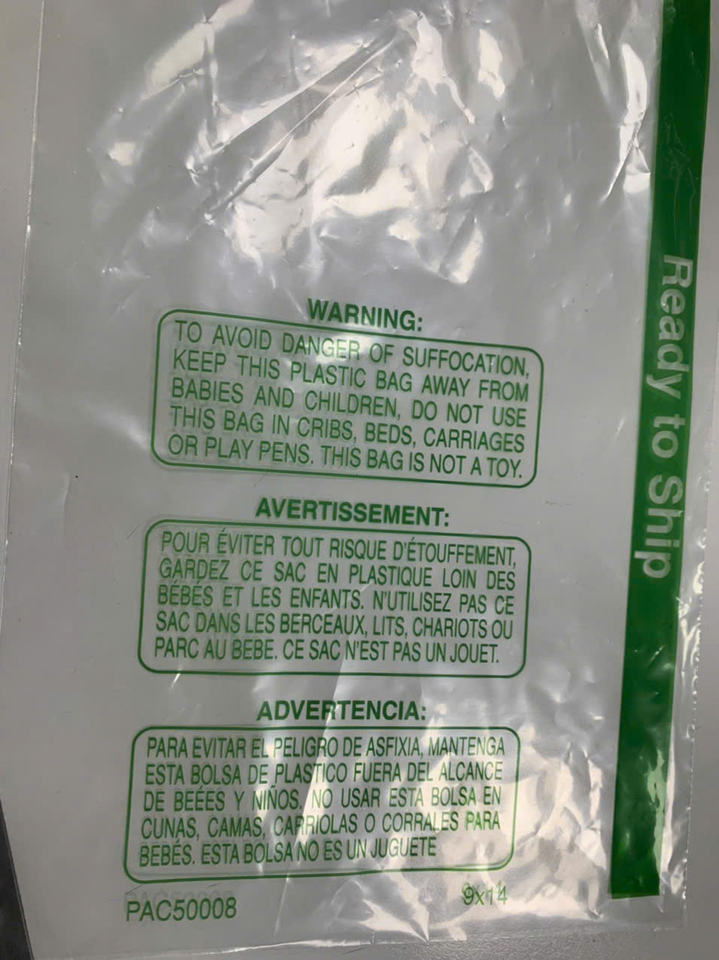 WARNING:
TO AVOID DANGER OF SUFFOCATION,
KEEP THIS PLASTIC BAG AWAY FROM
BABIES AND CHILDREN, DO NOT USE
THIS BAG IN CRIBS, BEDS, CARRIAGES
OR PLAY PENS. THIS BAG IS NOT A TOY.
AVERTISSEMENT:
POUR ÉVITER TOUT RISQUE D'ÉTOUFFEMENT,
GARDEZ CE SAC EN PLASTIQUE LOIN DES
BÉBÉS ET LES ENFANTS. N'UTILISEZ PAS CE
SAC DANS LES BERCEAUX, LITS, CHARIOTS OU
PARC AU BEBE. CE SAC N'EST PAS UN JOUET.
ADVERTENCIA:
PARA EVITAR EL PELIGRO DE ASFIXIA, MANTENGA
ESTA BOLSA DE PLASTICO FUERA DEL ALCANCE
DE BEÉES Y NIÑOS. NO USAR ESTA BOLSA EN
CUNAS, CAMAS, CARRIOLAS O CORRALES PARA
BEBÉS. ESTA BOLSA NO ES UN JUGUETE
PAC50008
9x14
Ready to Ship